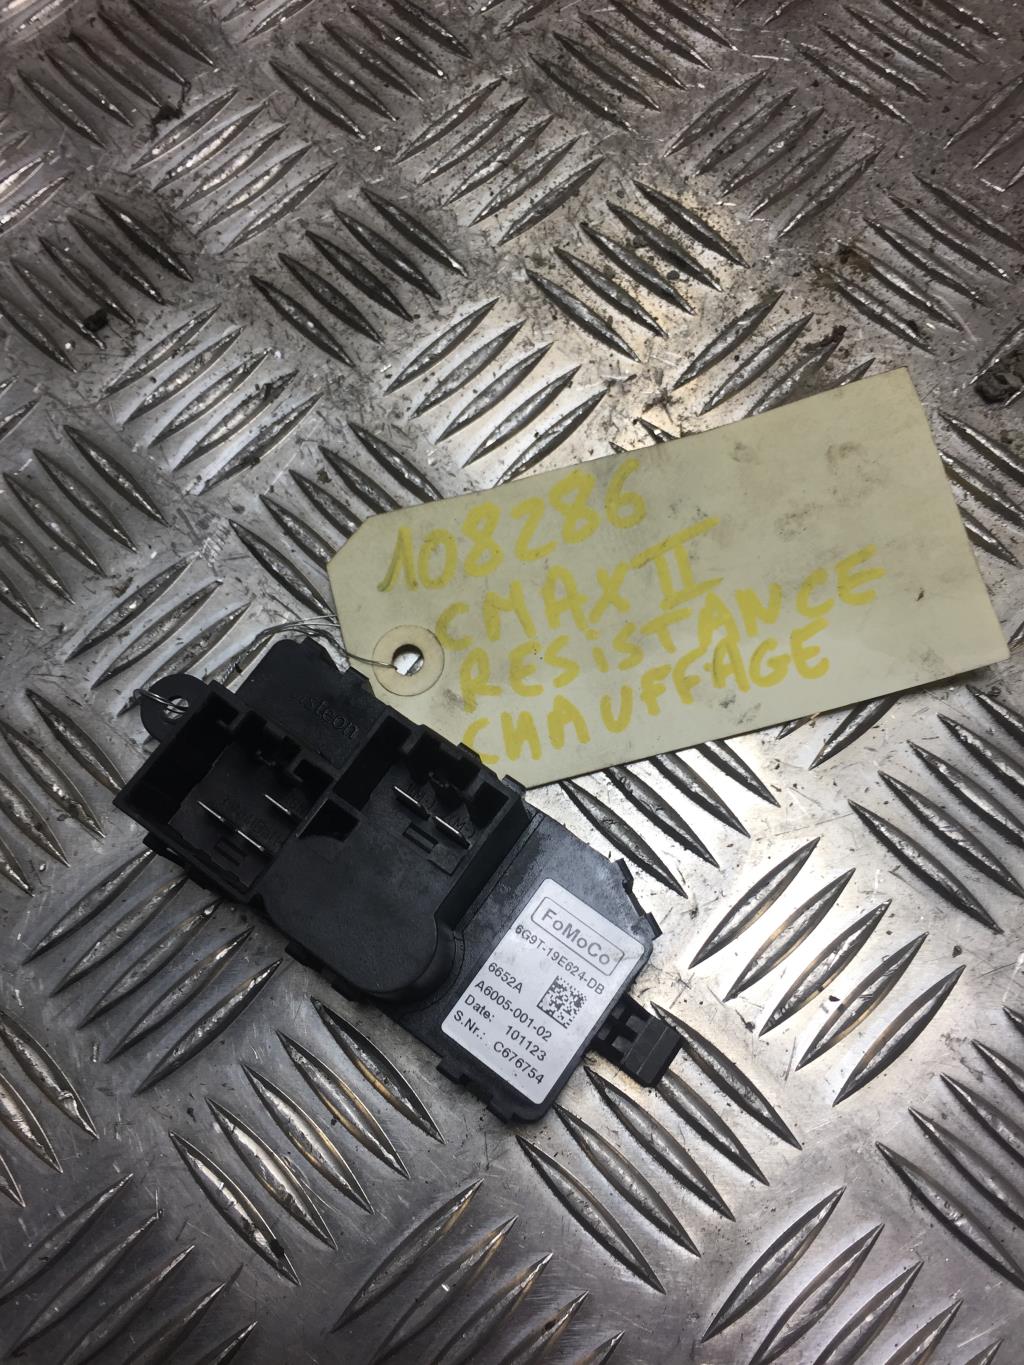 108286
CMAX II
RESISTANCE
CHAUFFAGE
FoMoCo
6G9T-19E624-DB
6652A
A6005-001-02
Date: 101123
S.Nr.: C676754